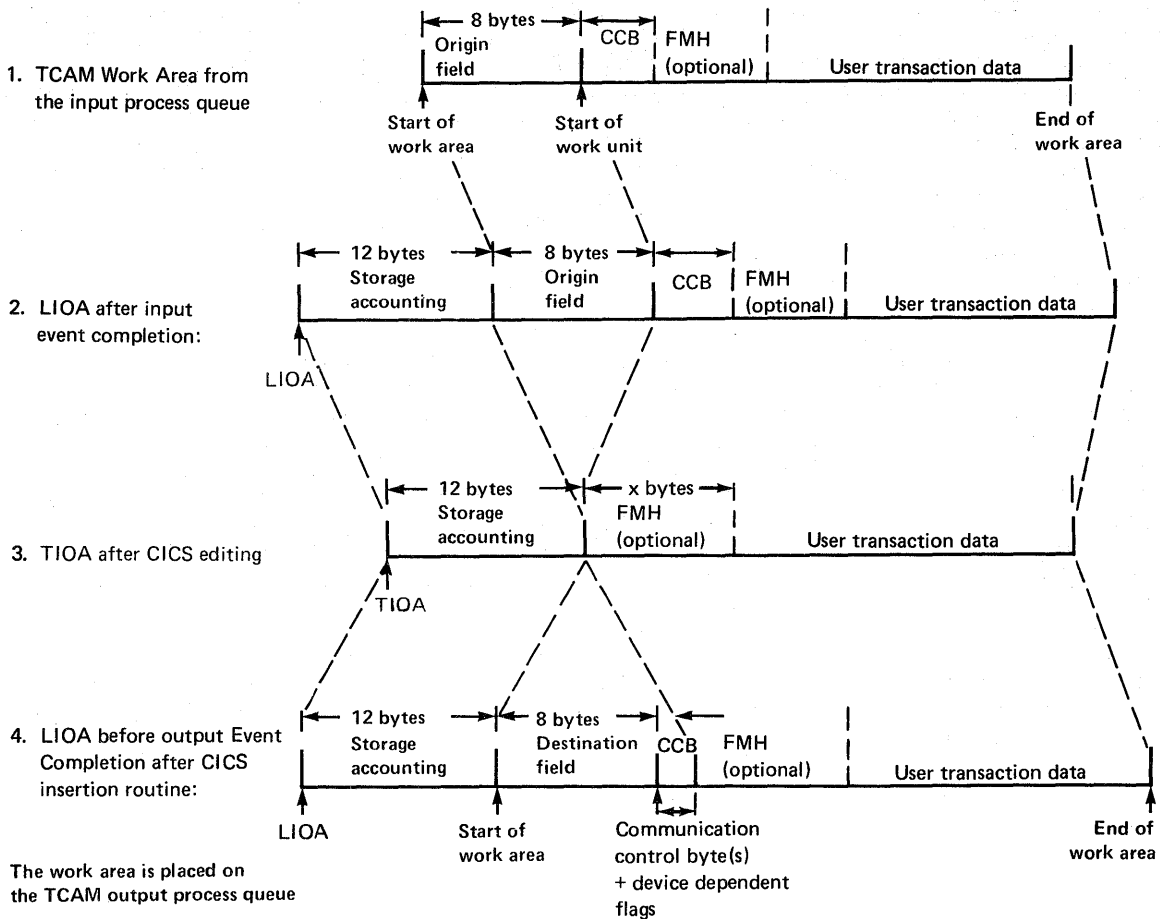 1. TCAM Work Area from
the input process queue
8 bytes
Origin
field
CCB
FMH
(optional)
User transaction data
Start of
work area
Start of
work unit
End of
work area
2. LIOA after input
event completion:
12 bytes
Storage
accounting
8 bytes
Origin
field
CCB
FMH
(optional)
User transaction data
LIOA
3. TIOA after CICS editing
12 bytes
Storage
accounting
x bytes
FMH
(optional)
User transaction data
TIOA
4. LIOA before output Event
Completion after CICS
insertion routine:
12 bytes
Storage
accounting
8 bytes
Destination
field
CCB
FMH
(optional)
User transaction data
LIOA
Start of
work area
Communication
control byte(s)
+ device dependent
flags
End of
work area
The work area is placed on
the TCAM output process queue